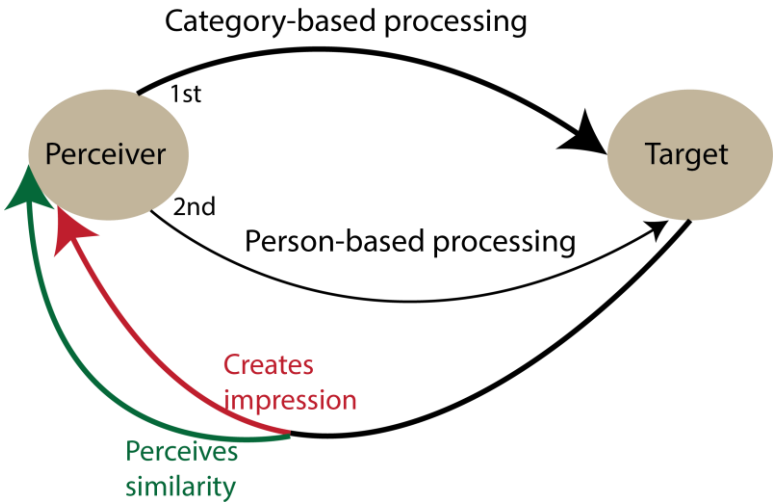 Category-based processing
1st
Perceiver
Target
2nd
Person-based processing
Creates
impression
Perceives
similarity